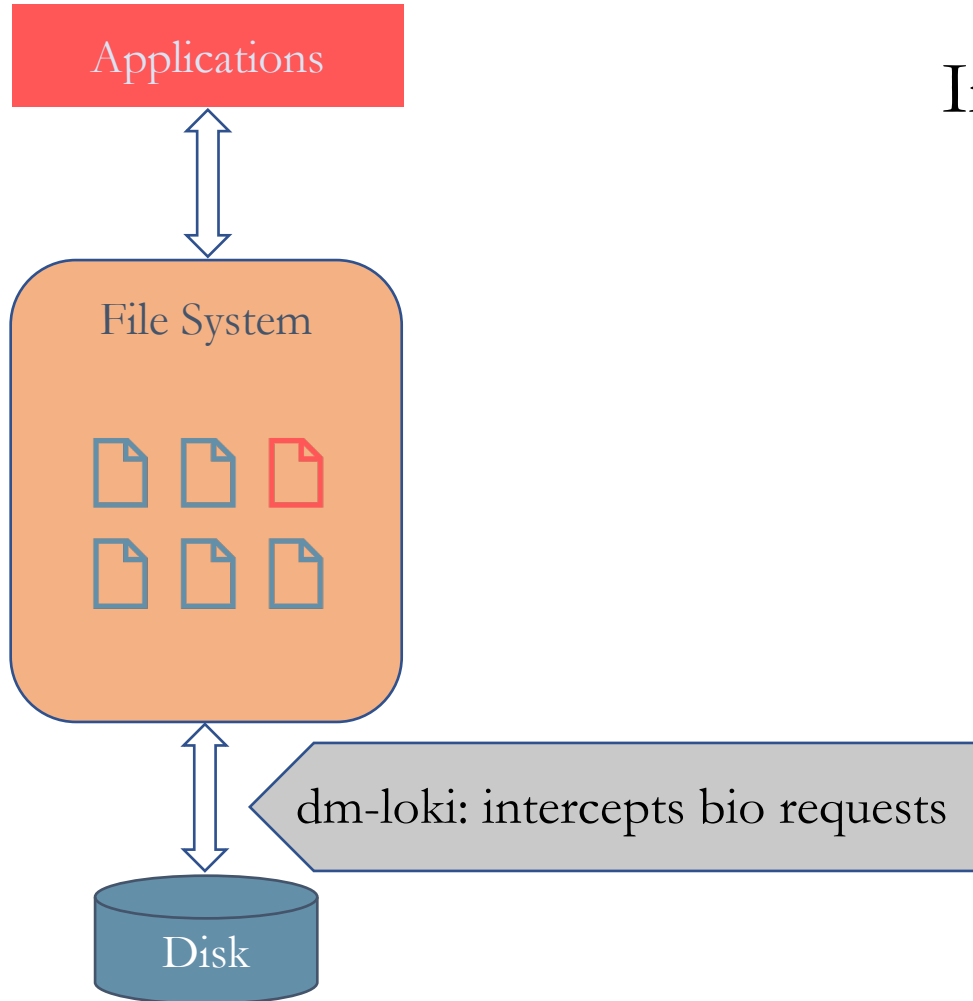 Applications
File System
dm-loki: intercepts bio requests
Disk